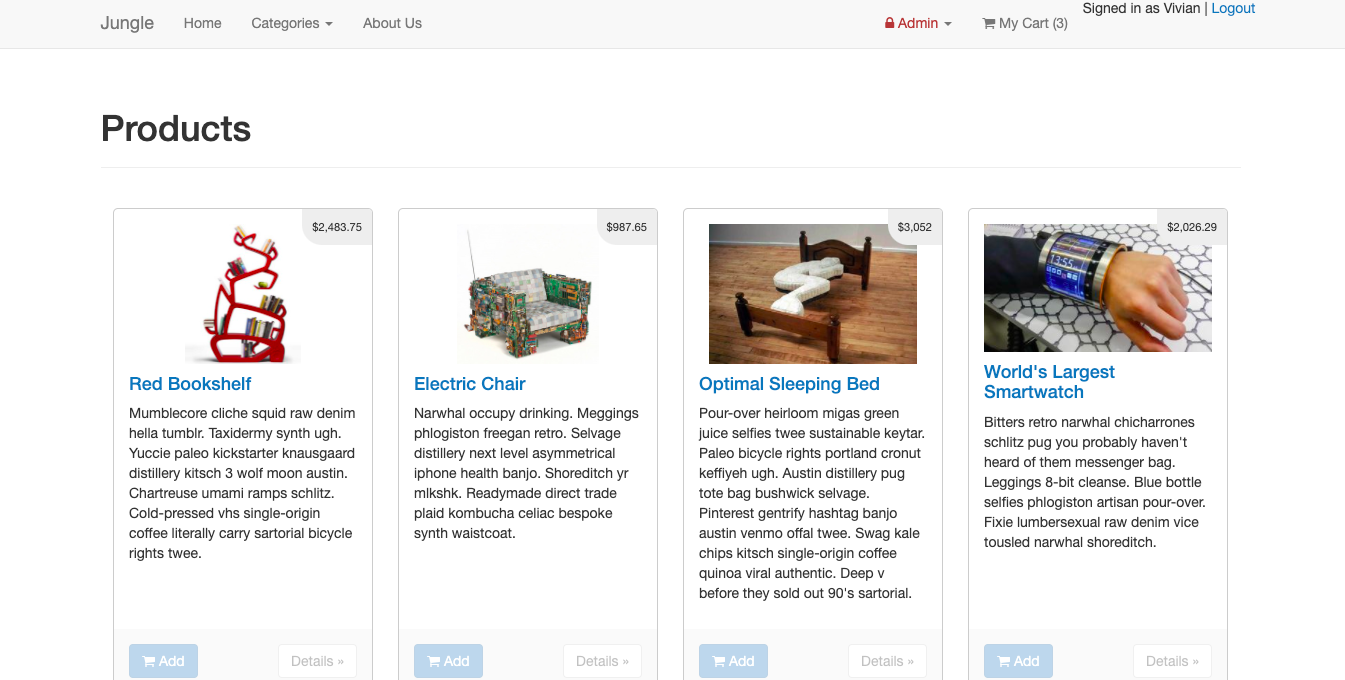 Jungle Home Categories About Us Admin My Cart (3) Signed in as Vivian | Logout
Products
$2,483.75
Red Bookshelf
Mumblecore cliche squid raw denim
hella tumblr. Taxidermy synth ugh.
Yuccie paleo kickstarter knausgaard
distillery kitsch 3 wolf moon austin.
Chartreuse umami ramps schlitz.
Cold-pressed vhs single-origin
coffee literally carry sartorial bicycle
rights twee.
Add Details »
$987.65
Electric Chair
Narwhal occupy drinking. Meggings
phlogiston freegan retro. Selvage
distillery next level asymmetrical
iphone health banjo. Shoreditch yr
mlkshk. Readymade direct trade
plaid kombucha celiac bespoke
synth waistcoat.
Add Details »
$3,052
Optimal Sleeping Bed
Pour-over heirloom migas green
juice selfies twee sustainable keytar.
Paleo bicycle rights portland cronut
keffiyeh ugh. Austin distillery pug
tote bag bushwick selvage.
Pinterest gentrify hashtag banjo
austin venmo offal twee. Swag kale
chips kitsch single-origin coffee
quinoa viral authentic. Deep v
before they sold out 90's sartorial.
Add Details »
$2,026.29
13:55
World's Largest
Smartwatch
Bitters retro narwhal chicharrones
schlitz pug you probably haven't
heard of them messenger bag.
Leggings 8-bit cleanse. Blue bottle
selfies phlogiston artisan pour-over.
Fixie lumbersexual raw denim vice
tousled narwhal shoreditch.
Add Details »